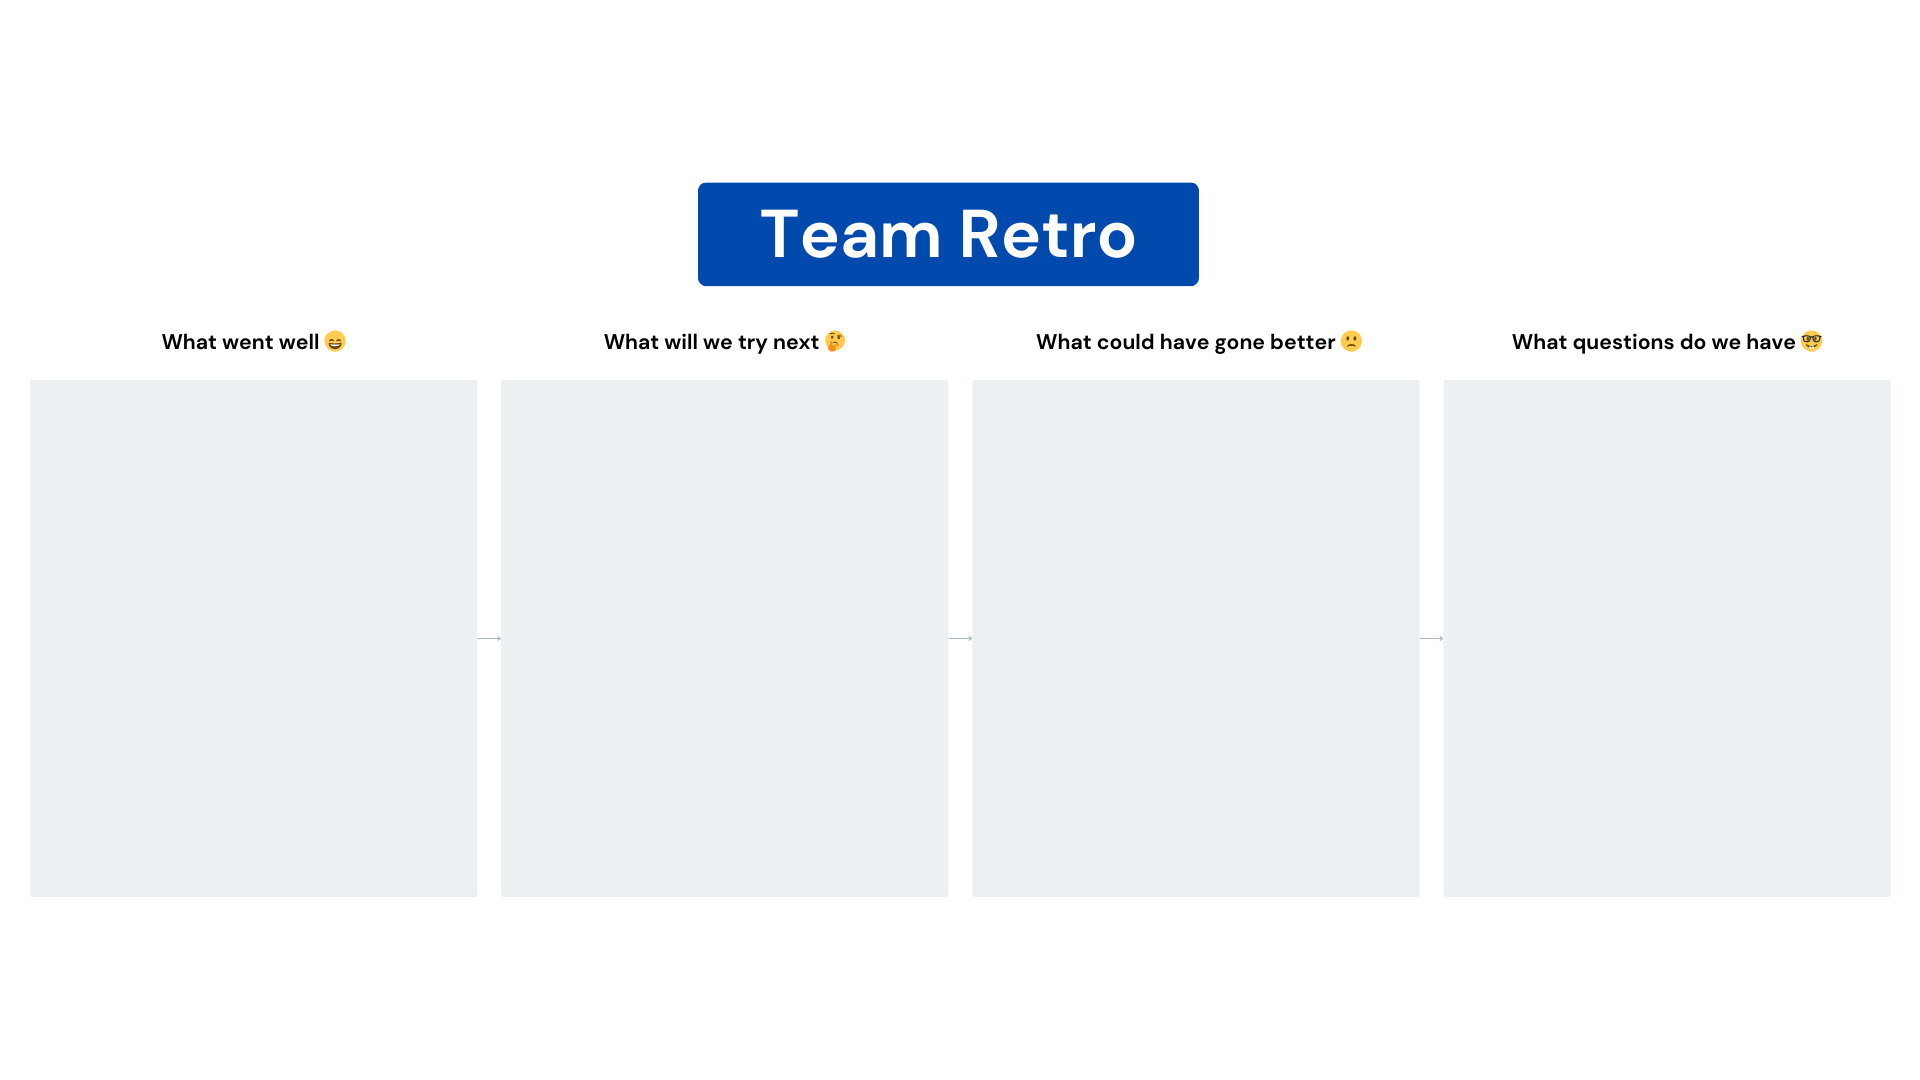 Team Retro
What went well 😄
What will we try next 🤔
What could have gone better 🙁
What questions do we have 🤓